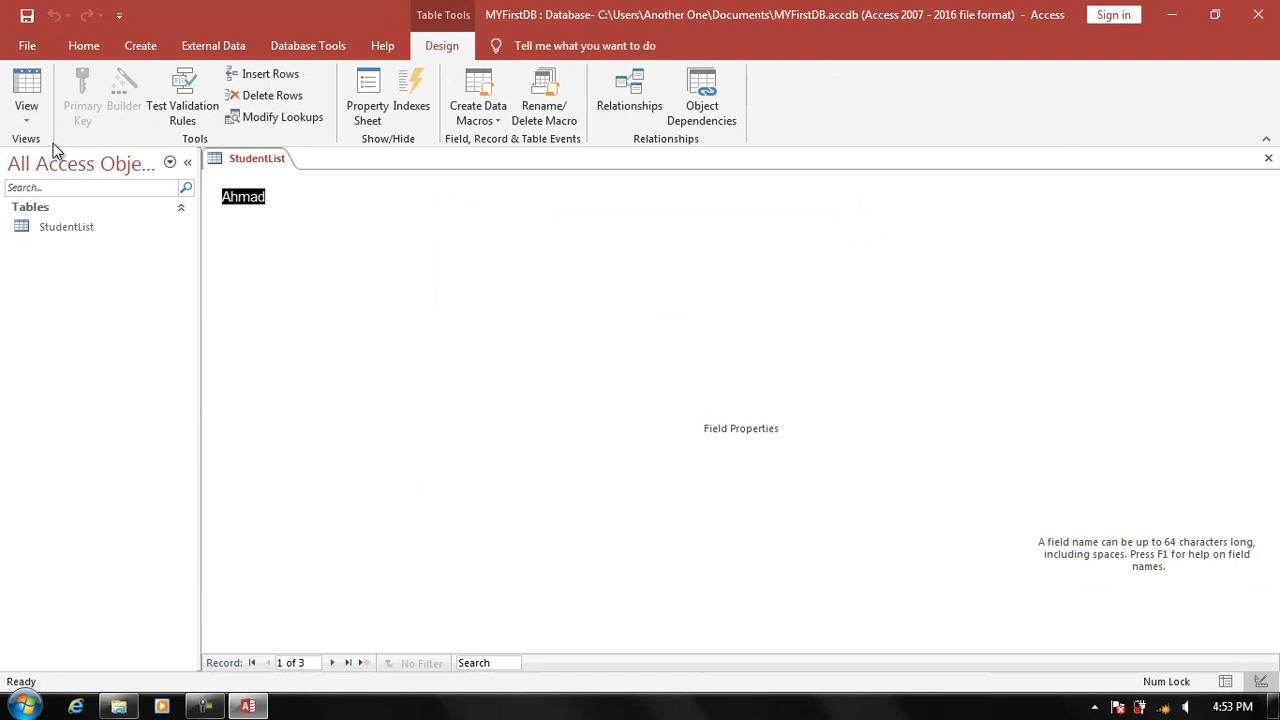 Table Tools
MYFirstDB : Database- C:\Users\Another One\Documents\MYFirstDB.accdb (Access 2007 - 2016 file format) - Access
Sign in
File Home Create External Data Database Tools Help Design Tell me what you want to do
View
Primary Key
Builder
Test Validation Rules
Insert Rows
Delete Rows
Modify Lookups
Property Sheet
Indexes
Create Data Macros
Rename/ Delete Macro
Relationships
Object Dependencies
Views Tools Show/Hide Field, Record & Table Events Relationships
All Access Obje...
Search...
Tables
StudentList
StudentList
Ahmad
Field Properties
A field name can be up to 64 characters long,
including spaces. Press F1 for help on field
names.
Record: 1 of 3 No Filter Search
Ready
Num Lock
4:53 PM